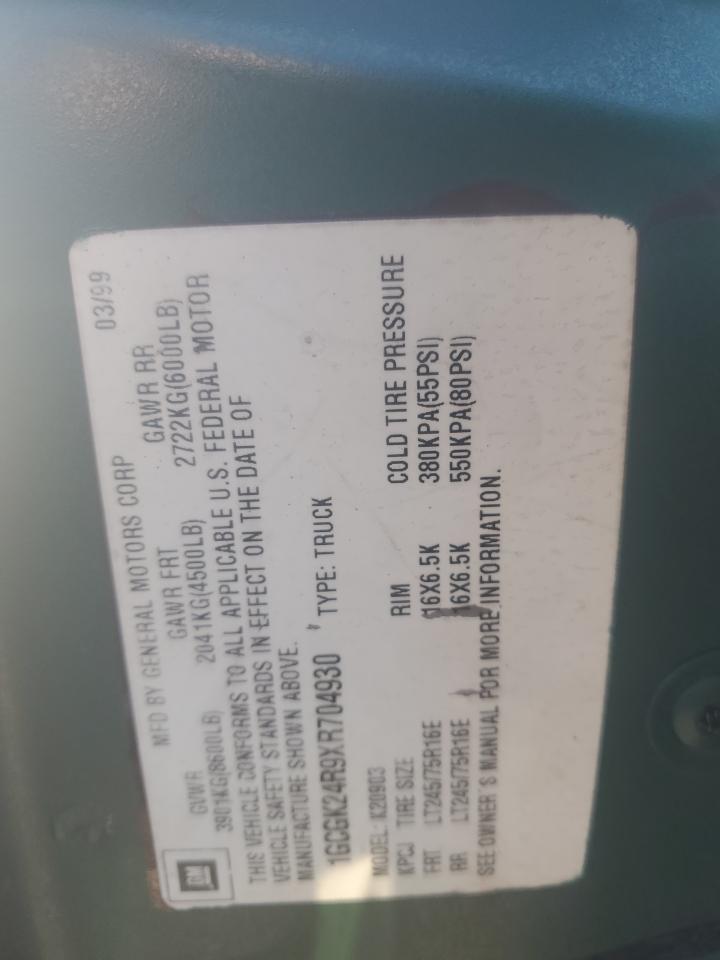 GM
MFD BY GENERAL MOTORS CORP 03/99
GVWR GAWR FRT GAWR RR
3901KG(8600LB) 2041KG(4500LB) 2722KG(6000LB)
THIS VEHICLE CONFORMS TO ALL APPLICABLE U.S. FEDERAL MOTOR
VEHICLE SAFETY STANDARDS IN EFFECT ON THE DATE OF
MANUFACTURE SHOWN ABOVE.
1GCGK24R9XR704930 TYPE: TRUCK
MODEL: K20903
KPCJ TIRE SIZE RIM COLD TIRE PRESSURE
FRT LT245/75R16E 16X6.5K 380KPA(55PSI)
RR LT245/75R16E 16X6.5K 550KPA(80PSI)
SEE OWNER'S MANUAL FOR MORE INFORMATION.